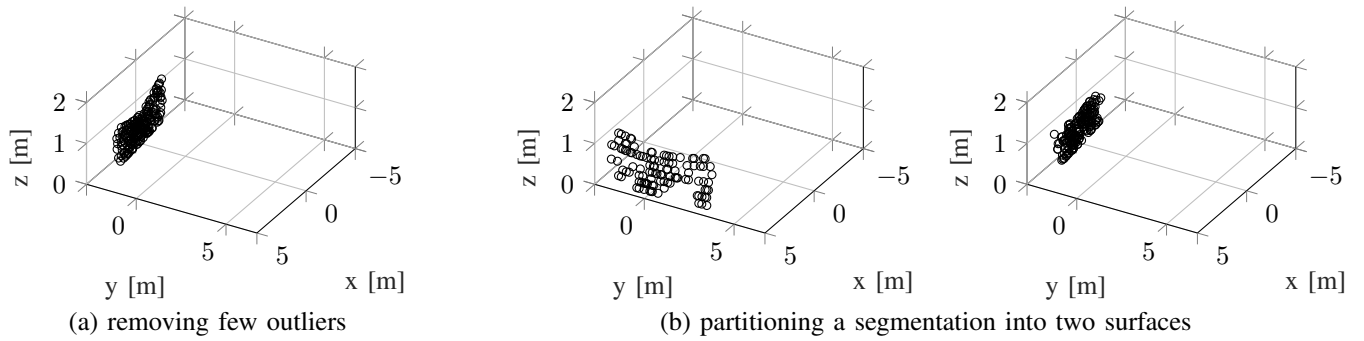 2
1
0
z [m]
0
5
y [m]
−5
0
5
x [m]
(a) removing few outliers
2
1
0
z [m]
0
5
y [m]
−5
0
5
x [m]
2
1
0
z [m]
0
5
y [m]
−5
0
5
x [m]
(b) partitioning a segmentation into two surfaces